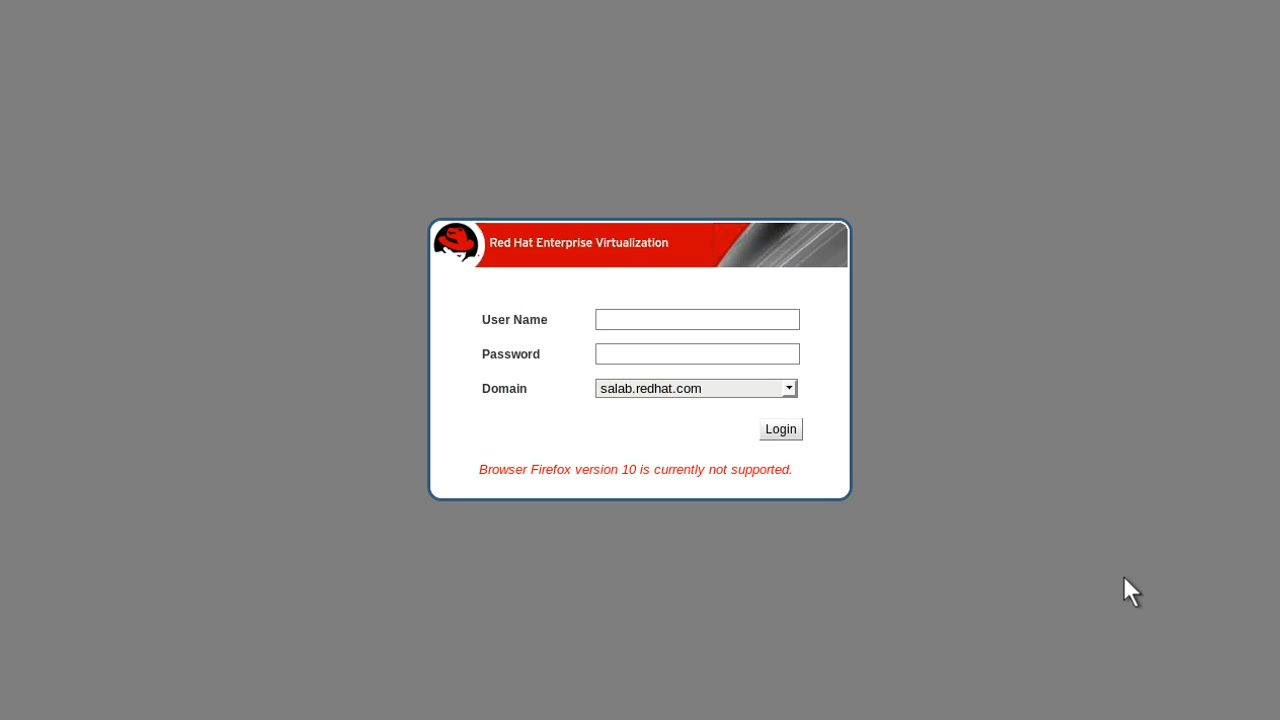 Red Hat Enterprise Virtualization
User Name
Password
Domain
salab.redhat.com
Login
Browser Firefox version 10 is currently not supported.